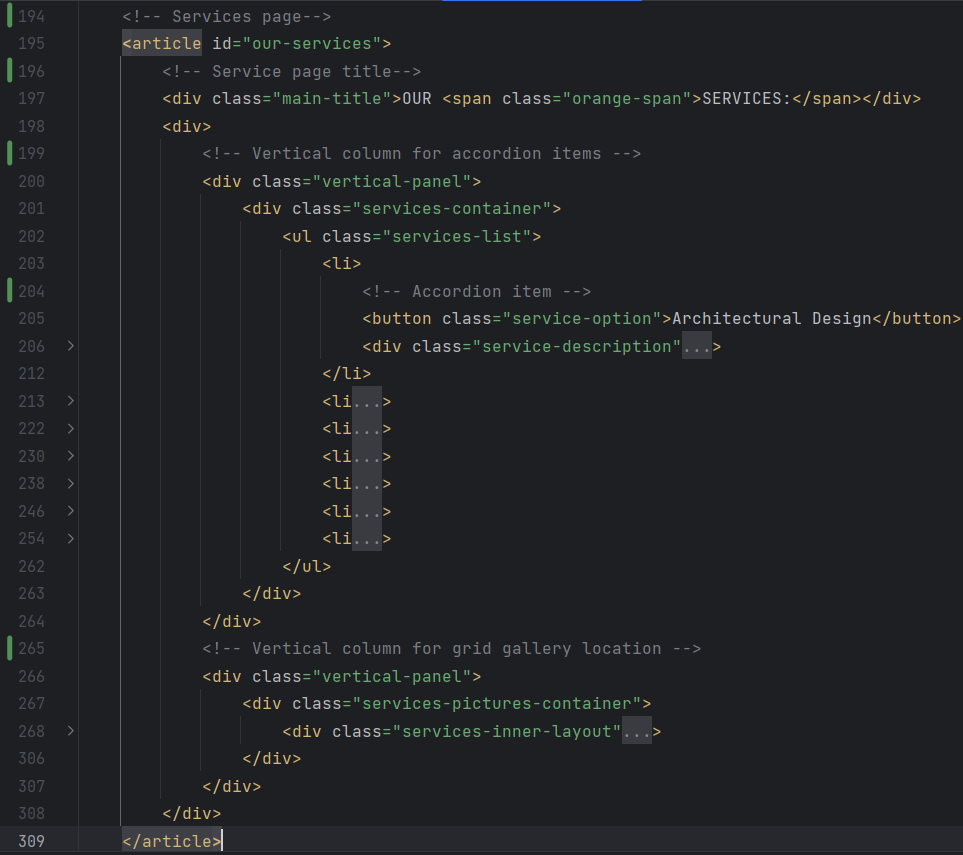 194 <!-- Services page-->
195 <article id="our-services">
196 <!-- Service page title-->
197 <div class="main-title">OUR <span class="orange-span">SERVICES:</span></div>
198 <div>
199 <!-- Vertical column for accordion items -->
200 <div class="vertical-panel">
201 <div class="services-container">
202 <ul class="services-list">
203 <li>
204 <!-- Accordion item -->
205 <button class="service-option">Architectural Design</button>
206 <div class="service-description"...>
212 </li>
213 <li...>
222 <li...>
230 <li...>
238 <li...>
246 <li...>
254 <li...>
262 </ul>
263 </div>
264 </div>
265 <!-- Vertical column for grid gallery location -->
266 <div class="vertical-panel">
267 <div class="services-pictures-container">
268 <div class="services-inner-layout"...>
306 </div>
307 </div>
308 </div>
309 </article>